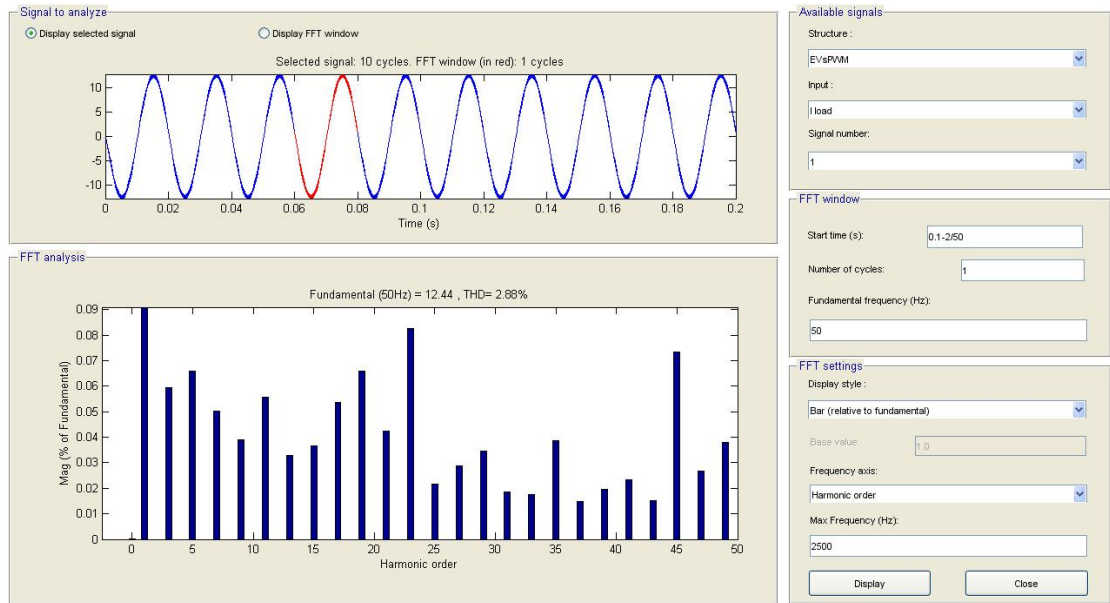 Signal to analyze
Display selected signal
Display FFT window
Selected signal: 10 cycles. FFT window (in red): 1 cycles
10
5
0
-5
-10
0 0.02 0.04 0.06 0.08 0.1 0.12 0.14 0.16 0.18 0.2
Time (s)
FFT analysis
Fundamental (50Hz) = 12.44 , THD= 2.88%
Mag (% of Fundamental)
0.09
0.08
0.07
0.06
0.05
0.04
0.03
0.02
0.01
0
0 5 10 15 20 25 30 35 40 45 50
Harmonic order
Available signals
Structure :
EVsPWM
Input :
I load
Signal number:
1
FFT window
Start time (s): 0.1-2/50
Number of cycles: 1
Fundamental frequency (Hz):
50
FFT settings
Display style :
Bar (relative to fundamental)
Base value: 1.0
Frequency axis:
Harmonic order
Max Frequency (Hz):
2500
Display Close